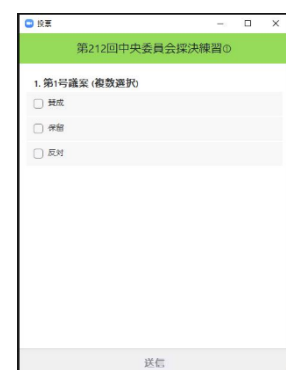 投票
第212回中央委員会採決練習①
1. 第1号議案 (複数選択)
賛成
保留
反対
送信